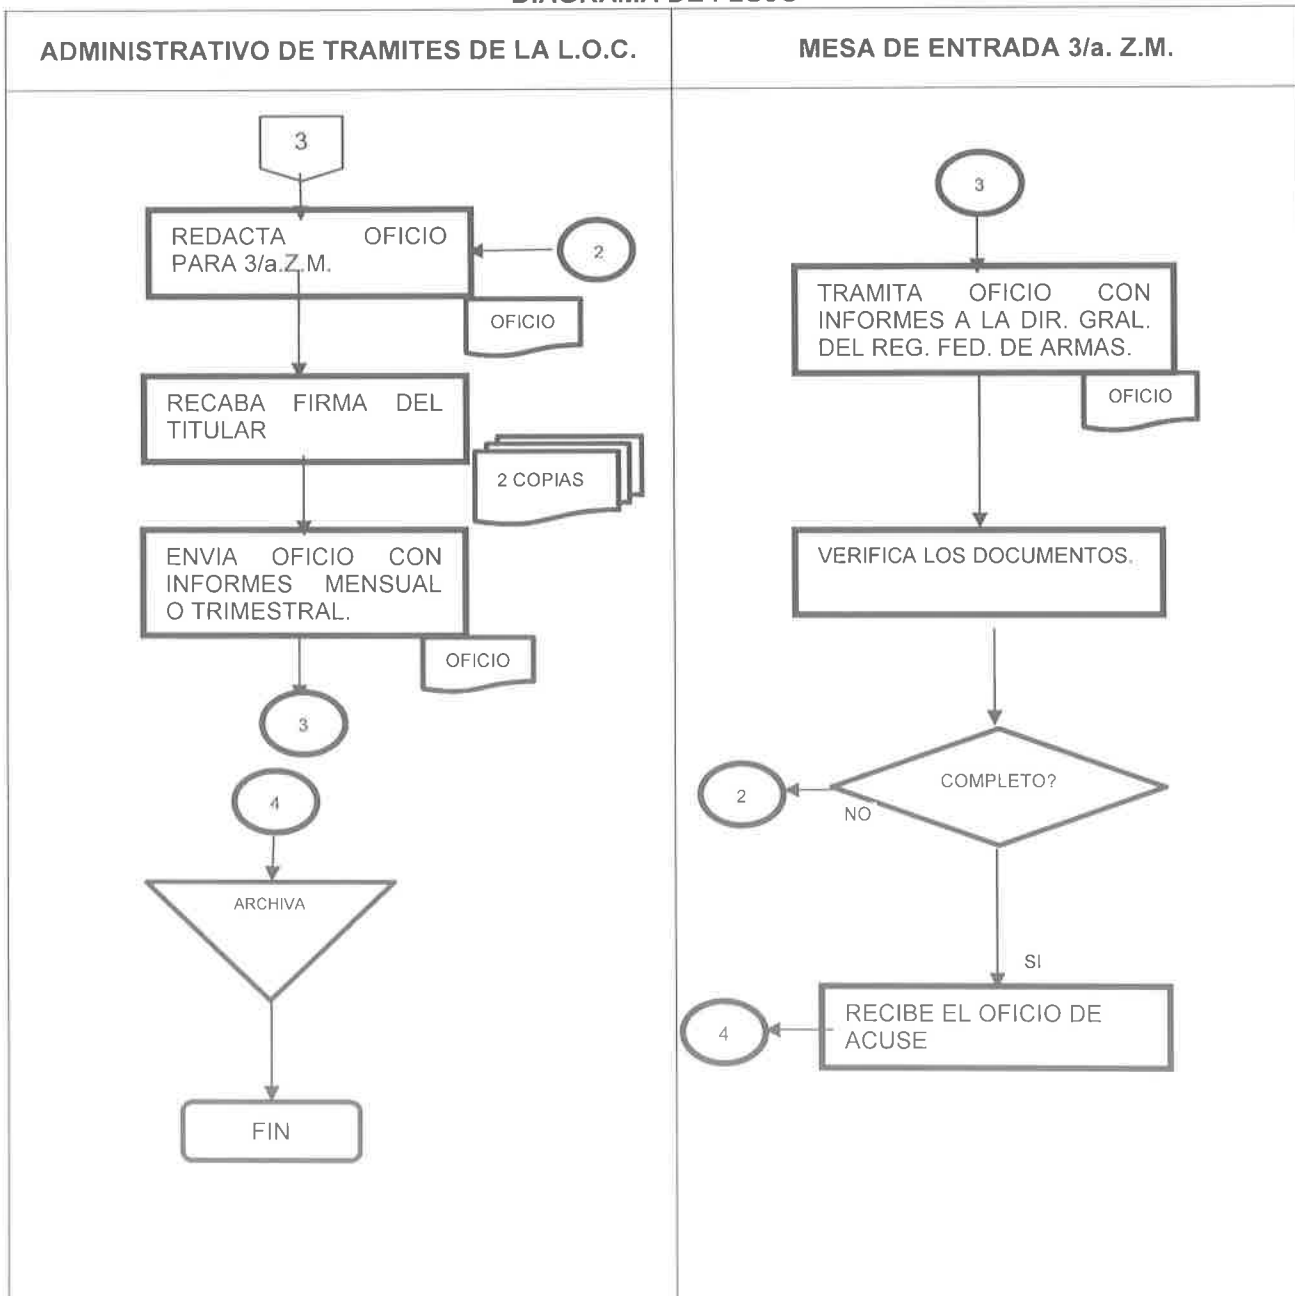 ADMINISTRATIVO DE TRAMITES DE LA L.O.C.
MESA DE ENTRADA 3/a. Z.M.
3
REDACTA OFICIO
PARA 3/a.Z.M.
2
OFICIO
RECABA FIRMA DEL
TITULAR
2 COPIAS
ENVIA OFICIO CON
INFORMES MENSUAL
O TRIMESTRAL.
OFICIO
3
4
ARCHIVA
FIN
3
TRAMITA OFICIO CON
INFORMES A LA DIR. GRAL.
DEL REG. FED. DE ARMAS.
OFICIO
VERIFICA LOS DOCUMENTOS.
COMPLETO?
2
NO
SI
RECIBE EL OFICIO DE
ACUSE
4